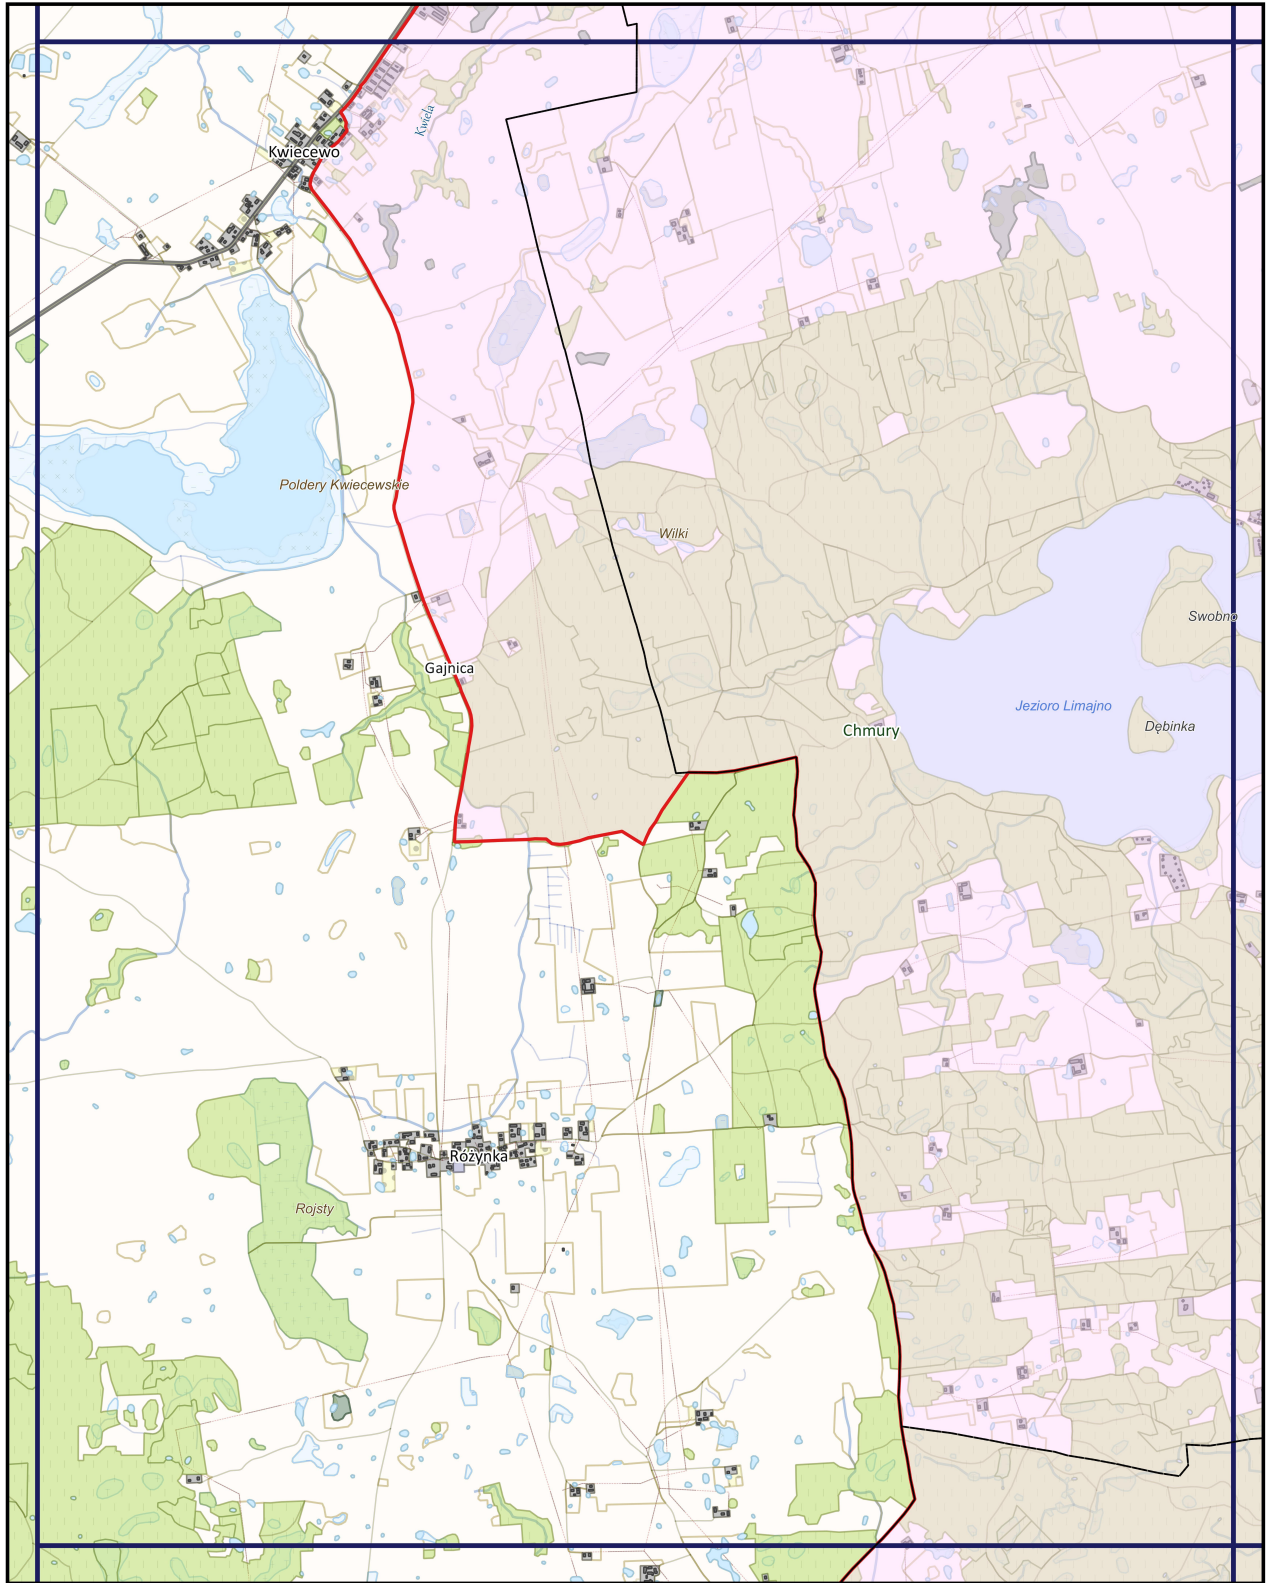 Kwiela
Kwiecewo
Poldery Kwiecewskie
Wilki
Swobno
Gajnica
Jezioro Limajno
Dębinka
Chmury
Różynka
Rojsty